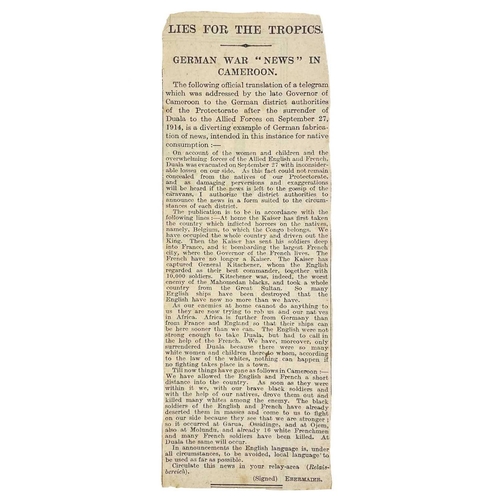 LIES FOR THE TROPICS.
GERMAN WAR "NEWS" IN
CAMEROON.
The following official translation of a telegram
which was addressed by the late Governor of
Cameroon to the German district authorities
of the Protectorate after the surrender of
Duala to the Allied Forces on September 27,
1914, is a diverting example of German fabrica-
tion of news, intended in this instance for native
consumption :—
On account of the women and children and the
overwhelming forces of the Allied English and French,
Duala was evacuated on September 27 with inconsider-
able losses on our side. As this fact could not remain
concealed from the natives of our Protectorate,
and as damaging perversions and exaggerations
will be heard if the news is left to the gossip of the
caravans, I authorize the district authorities to
announce the news in a form suited to the circum-
stances of each district.
The publication is to be in accordance with the
following lines :—At home the Kaiser has first taken
the country which inflicted horrors on the natives,
namely, Belgium, to which the Congo belongs. We
have occupied the whole country and driven out the
King. Then the Kaiser has sent his soldiers deep
into France, and is bombarding the largest French
city, where the Governor of the French lives. The
French have no longer a Kaiser. The Kaiser has
captured General Kitschener, whom the English
regarded as their best commander, together with
10,000 soldiers. Kitschener was, indeed, the worst
enemy of the Mahomedan blacks, and took a whole
country from the Great Sultan. So many
English ships have been destroyed that the
English have now no more than we have.
As our enemies at home cannot do anything to
us they are now trying to rob us and our natives
in Africa. Africa is further from Germany than
from France and England so that their ships can
be here sooner than we can. The English were not
strong enough to take Duala, but had to call in
the help of the French. We have, moreover, only
surrendered Duala because there were so many
white women and children there, to whom, according
to the law of the whites, nothing can happen if
no fighting takes place in a town.
Till now things have gone as follows in Cameroon :—
We have allowed the English and French a short
distance into the country. As soon as they were
within it we, with our brave black soldiers and
with the help of our natives, drove them out and
killed many whites among the enemy. The black
soldiers of the English and French have already
deserted them in masses and come to us to fight
on our side because they see that we are stronger;
so it occurred at Garua, Ossidinge, and at Ojem,
also at Molundu, and already 18 white Frenchmen
and many French soldiers have been killed. At
Duala the same will occur.
In announcements the English language is, under
all circumstances, to be avoided, local language to
be used as far as possible.
Circulate this news in your relay-area (Relais-
bereich).
(Signed) EBERMAIER.